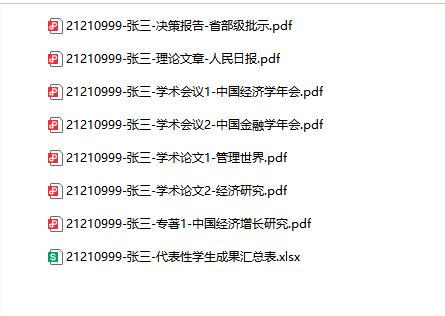 21210999-张三-决策报告-省部级批示.pdf
21210999-张三-理论文章-人民日报.pdf
21210999-张三-学术会议1-中国经济学年会.pdf
21210999-张三-学术会议2-中国金融学年会.pdf
21210999-张三-学术论文1-管理世界.pdf
21210999-张三-学术论文2-经济研究.pdf
21210999-张三-专著1-中国经济增长研究.pdf
21210999-张三-代表性学生成果汇总表.xlsx